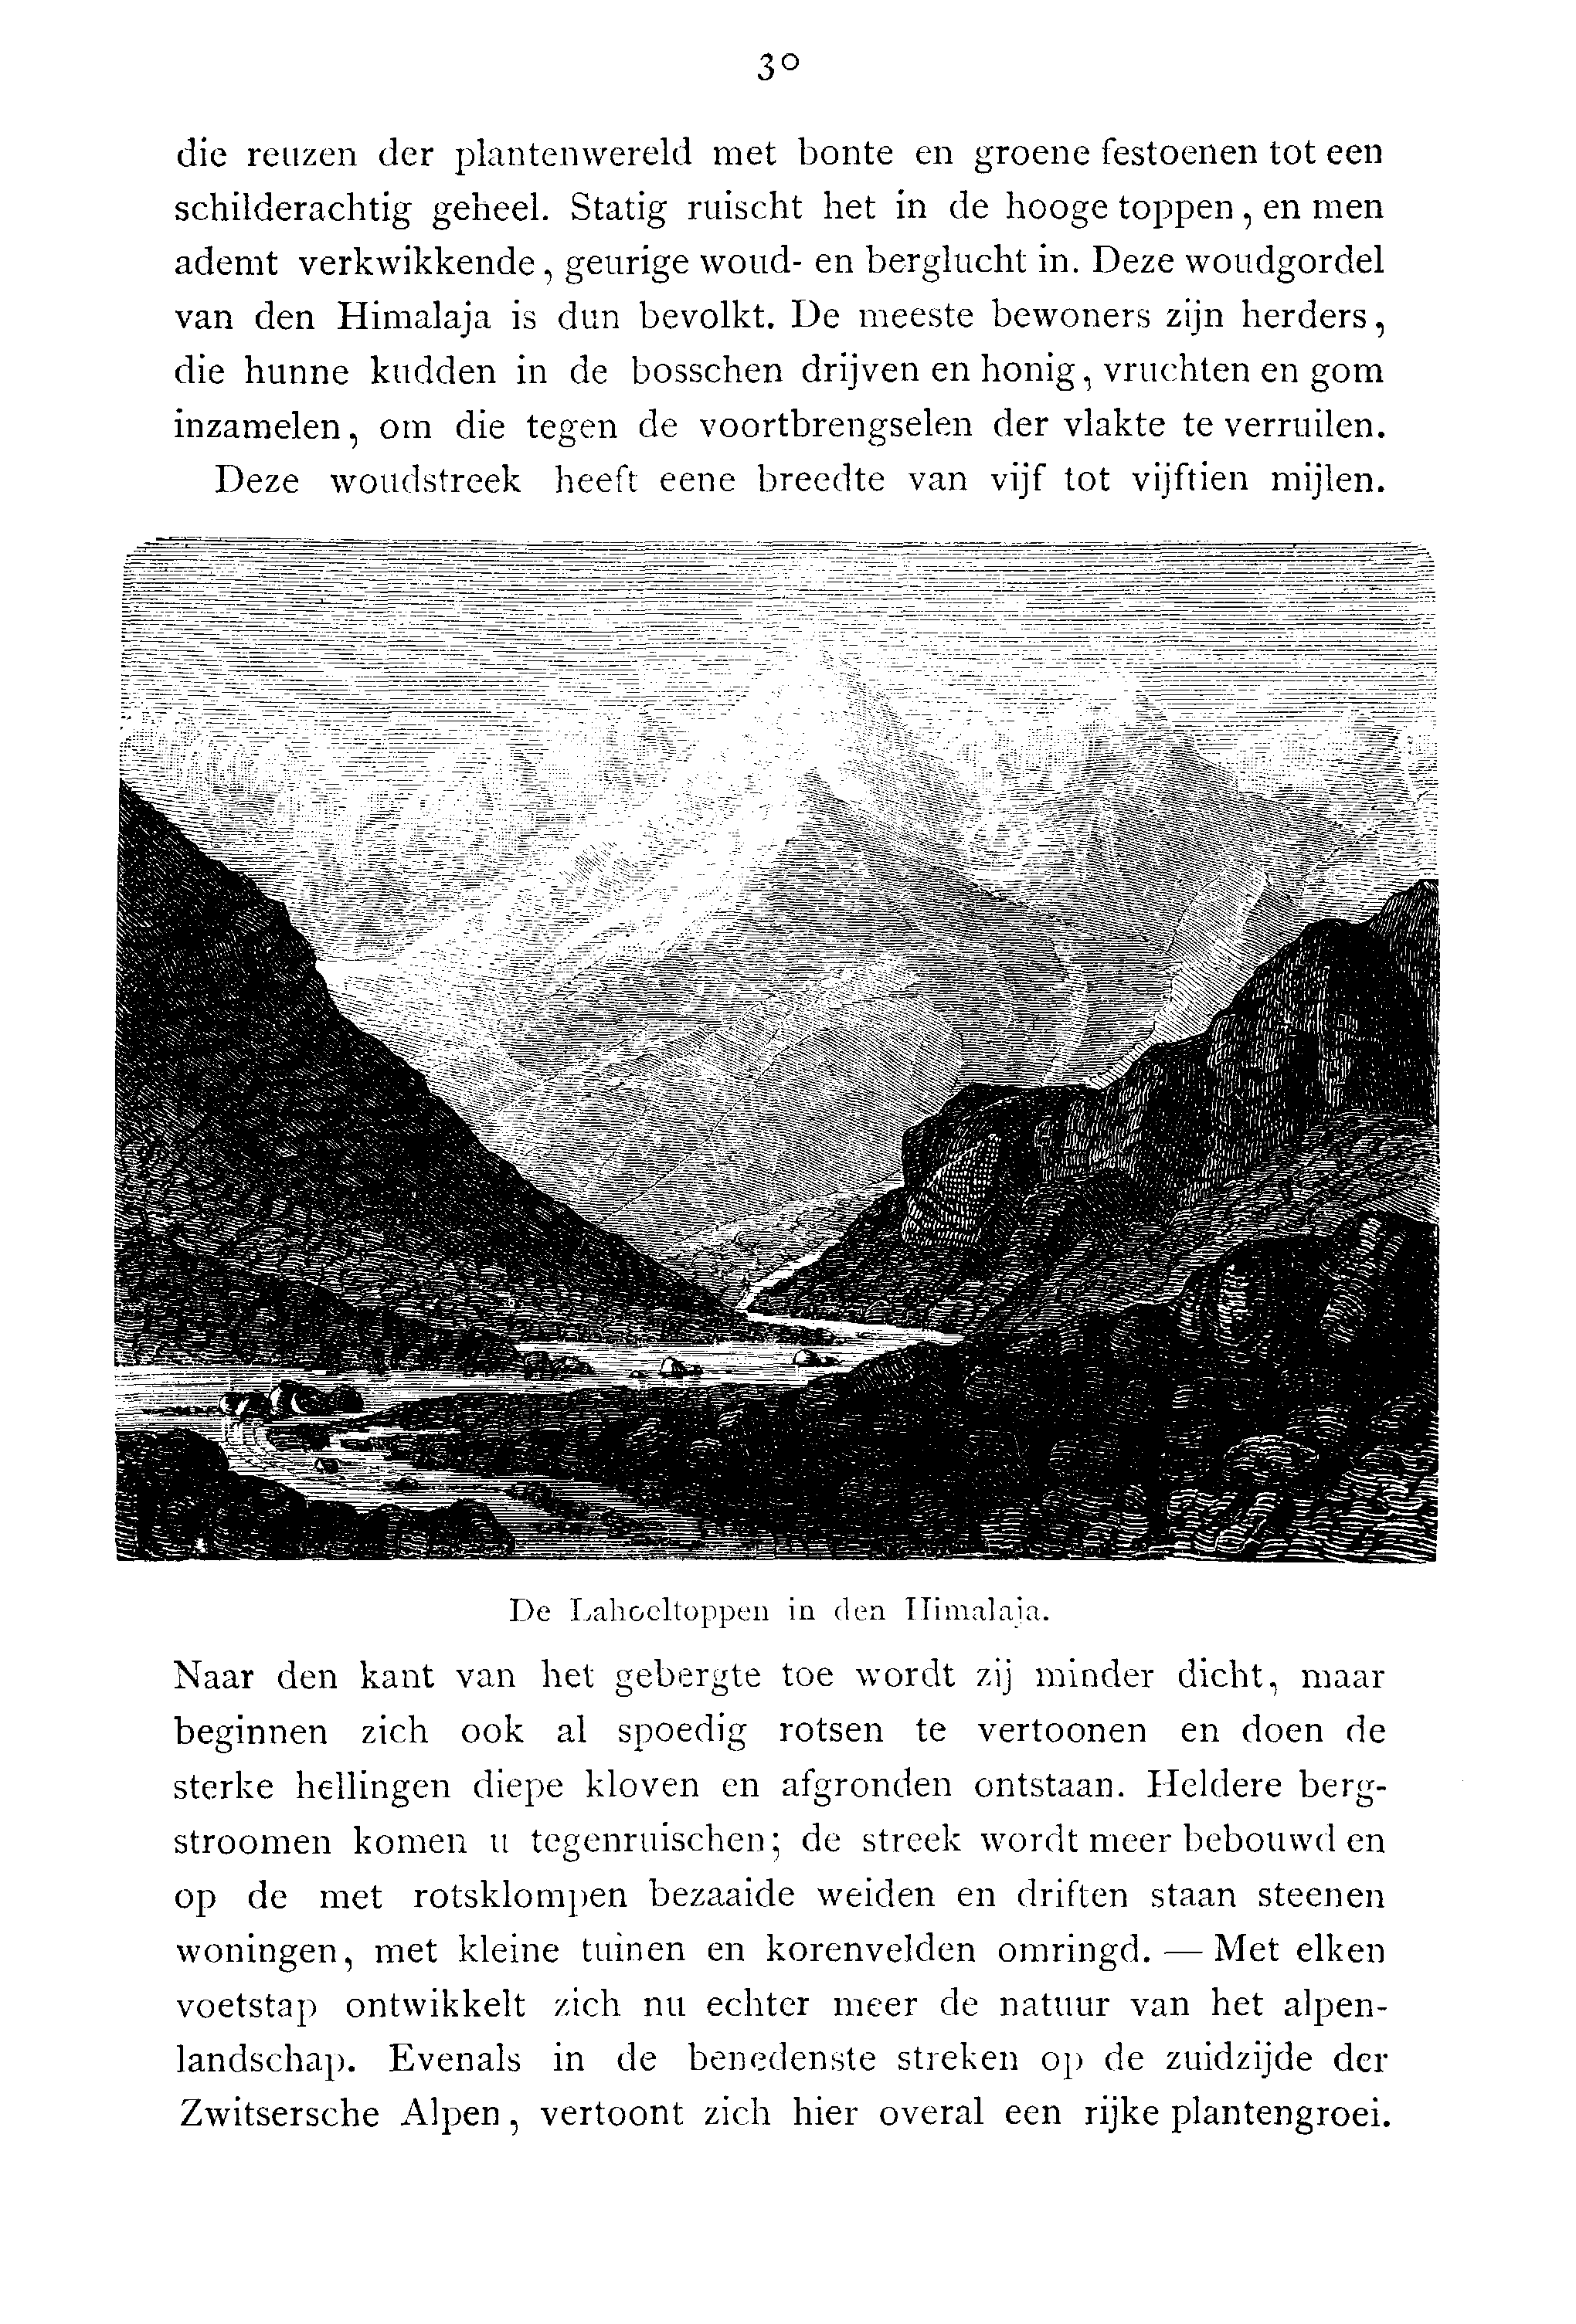 30
die reuzen der plantenwereld met bonte en groene festoenen tot een
schilderachtig geheel. Statig ruischt het in de hooge toppen, en men
ademt verkwikkende, geurige woud- en berglucht in. Deze woudgordel
van den Himalaja is dun bevolkt. De meeste bewoners zijn herders,
die hunne kudden in de bosschen drijven en honig, vruchten en gom
inzamelen, om die tegen de voortbrengselen der vlakte te verruilen.
Deze woudstreek heeft eene breedte van vijf tot vijftien mijlen.
De Lahoeltoppen in den Himalaja.
Naar den kant van het gebergte toe wordt zij minder dicht, maar
beginnen zich ook al spoedig rotsen te vertoonen en doen de
sterke hellingen diepe kloven en afgronden ontstaan. Heldere berg-
stroomen komen u tegenruischen; de streek wordt meer bebouwd en
op de met rotsklompen bezaaide weiden en driften staan steenen
woningen, met kleine tuinen en korenvelden omringd. — Met elken
voetstap ontwikkelt zich nu echter meer de natuur van het alpen-
landschap. Evenals in de benedenste streken op de zuidzijde der
Zwitsersche Alpen, vertoont zich hier overal een rijke plantengroei.